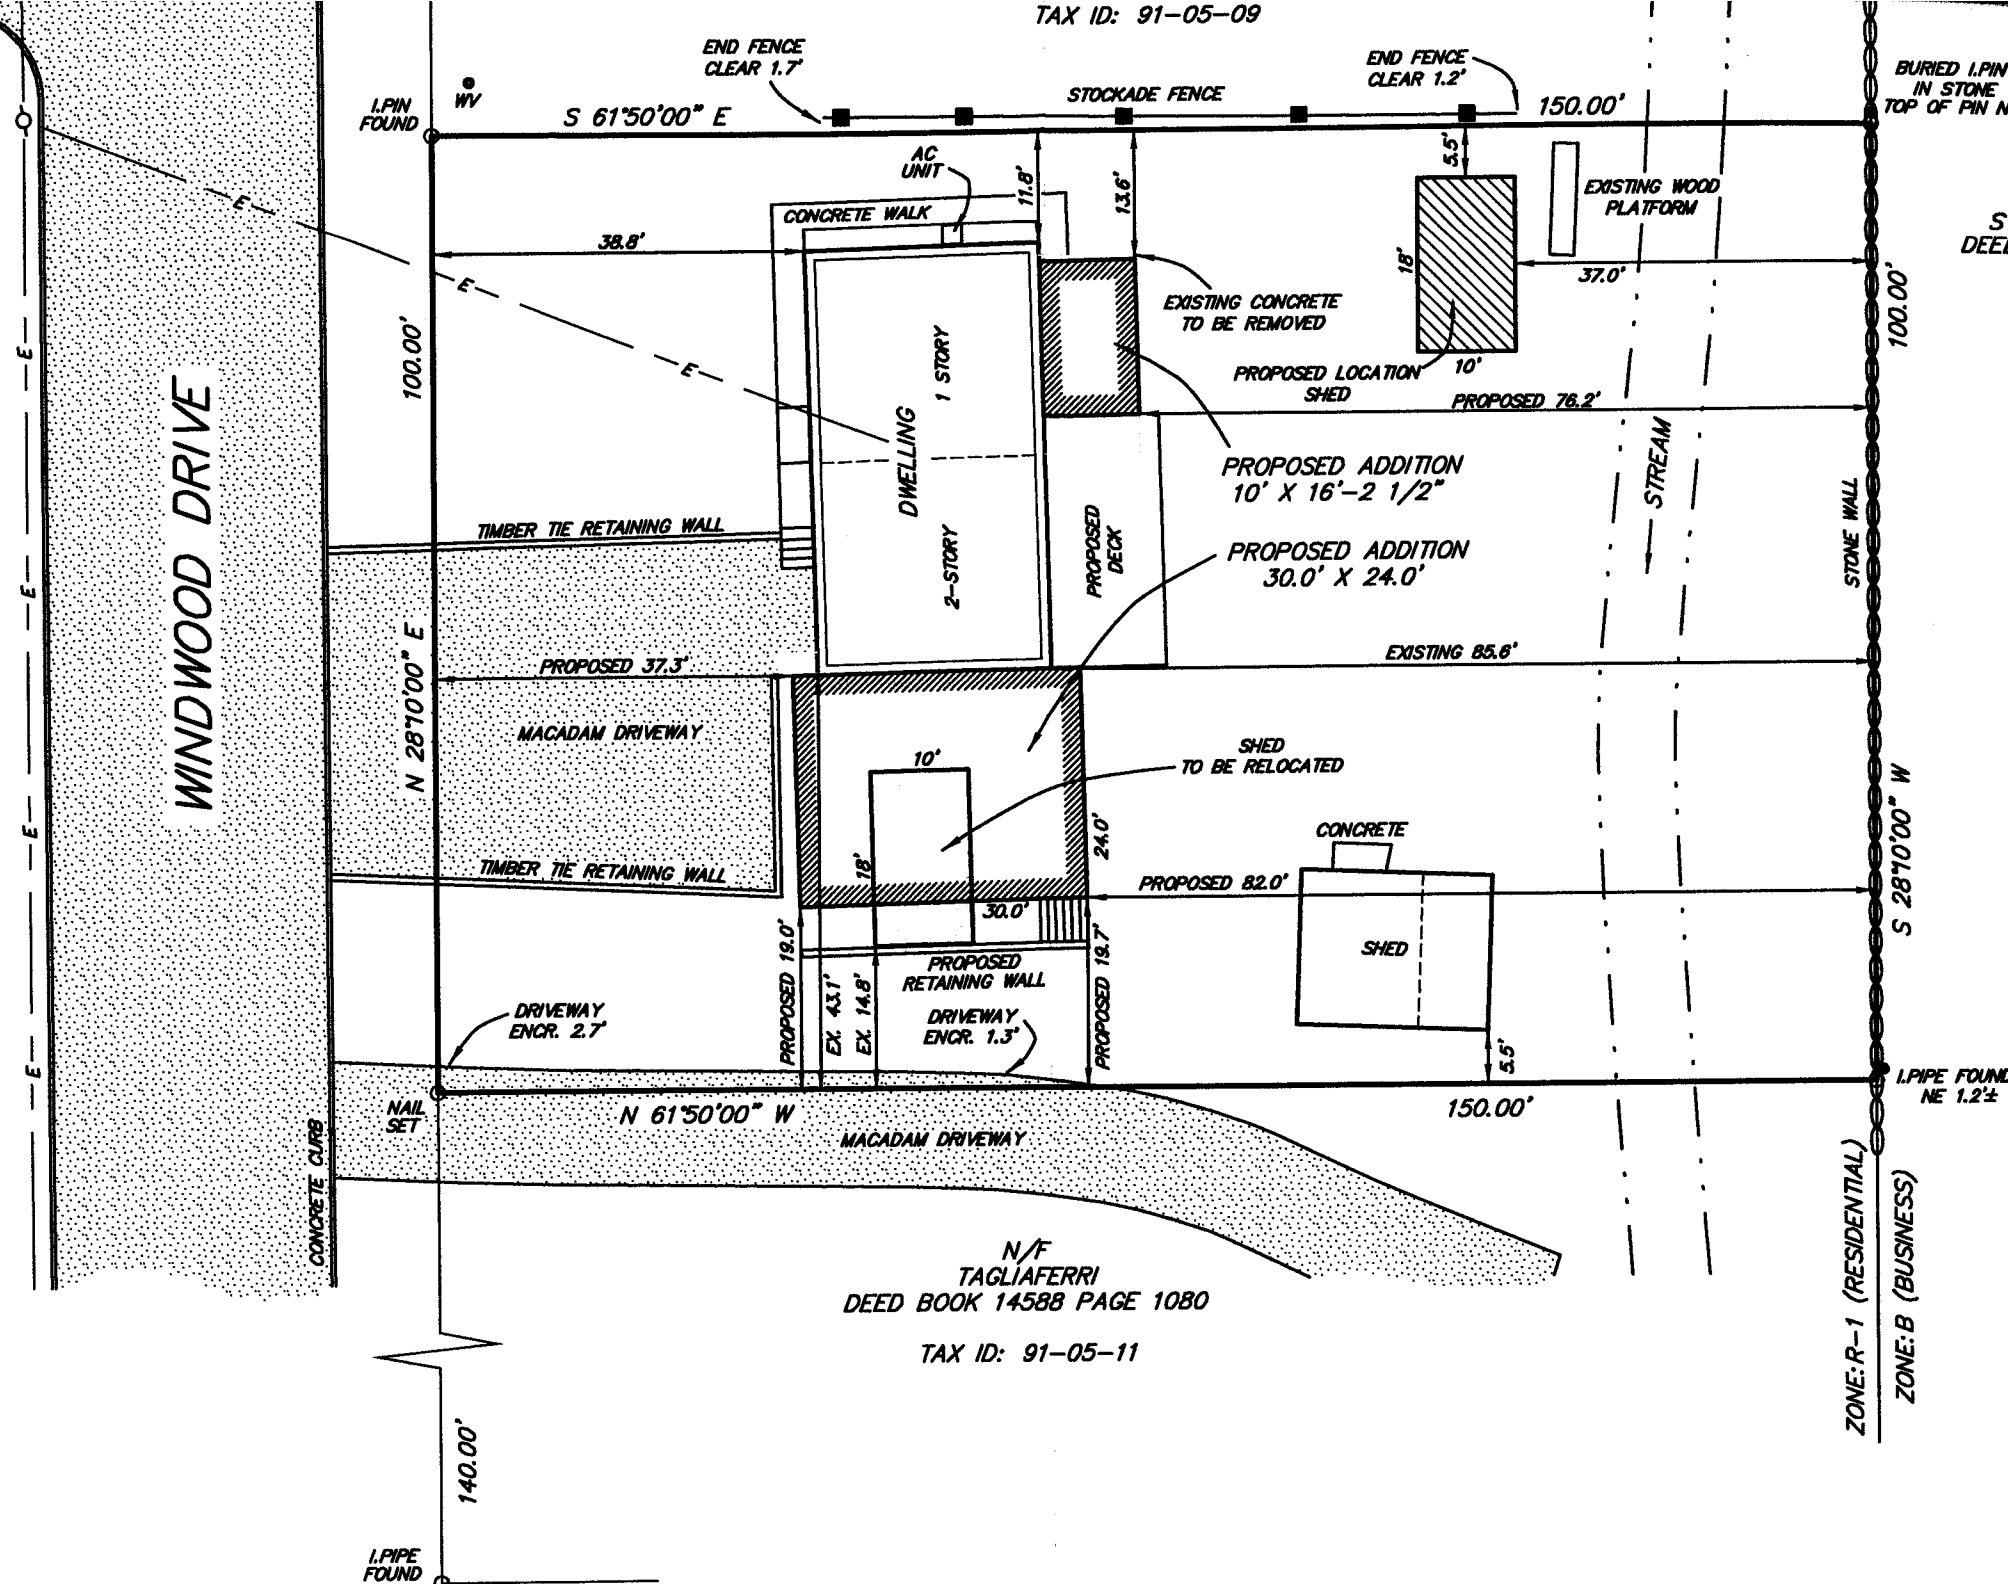 TAX ID: 91-05-09
END FENCE
CLEAR 1.7'
END FENCE
CLEAR 1.2'
BURIED I.PIN
IN STONE
TOP OF PIN N
I.PIN
FOUND
WV
S 61°50'00" E
STOCKADE FENCE
150.00'
AC
UNIT
11.8'
13.6'
5.5'
EXISTING WOOD
PLATFORM
S
DEE
CONCRETE WALK
38.8'
18'
37.0'
E
E
E
E
E
E
E
EXISTING CONCRETE
TO BE REMOVED
100.00'
100.00'
1 STORY
DWELLING
2-STORY
PROPOSED LOCATION
SHED
10'
PROPOSED 76.2'
WINDWOOD DRIVE
PROPOSED ADDITION
10' X 16'-2 1/2"
STREAM
STONE WALL
TIMBER TIE RETAINING WALL
PROPOSED
DECK
PROPOSED ADDITION
30.0' X 24.0'
N 28°10'00" E
PROPOSED 37.3'
EXISTING 85.6'
MACADAM DRIVEWAY
10'
SHED
TO BE RELOCATED
S 28°10'00" W
24.0'
CONCRETE
TIMBER TIE RETAINING WALL
18'
PROPOSED 82.0'
30.0'
SHED
PROPOSED 19.0'
EX. 43.1'
EX. 14.8'
PROPOSED
RETAINING WALL
PROPOSED 19.7'
DRIVEWAY
ENCR. 2.7'
DRIVEWAY
ENCR. 1.3'
5.5'
I.PIPE FOUND
NE 1.2'±
NAIL
SET
N 61°50'00" W
150.00'
MACADAM DRIVEWAY
CONCRETE CURB
ZONE: R-1 (RESIDENTIAL)
ZONE: B (BUSINESS)
N/F
TAGLIAFERRI
DEED BOOK 14588 PAGE 1080
TAX ID: 91-05-11
140.00'
I.PIPE
FOUND